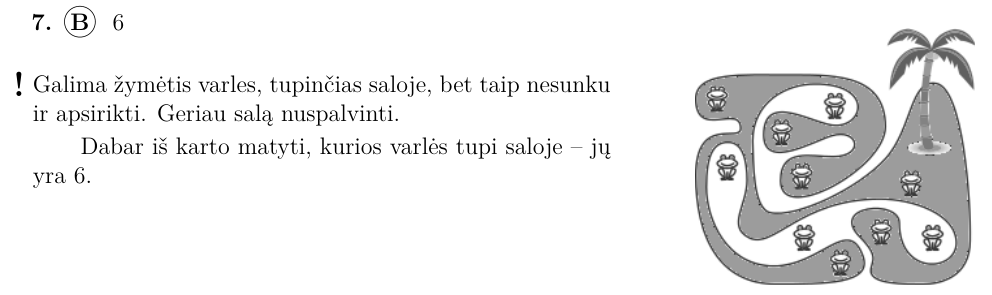 7. B 6
! Galima žymėtis varles, tupinčias saloje, bet taip nesunku
ir apsirikti. Geriau salą nuspalvinti.
Dabar iš karto matyti, kurios varlės tupi saloje – jų
yra 6.